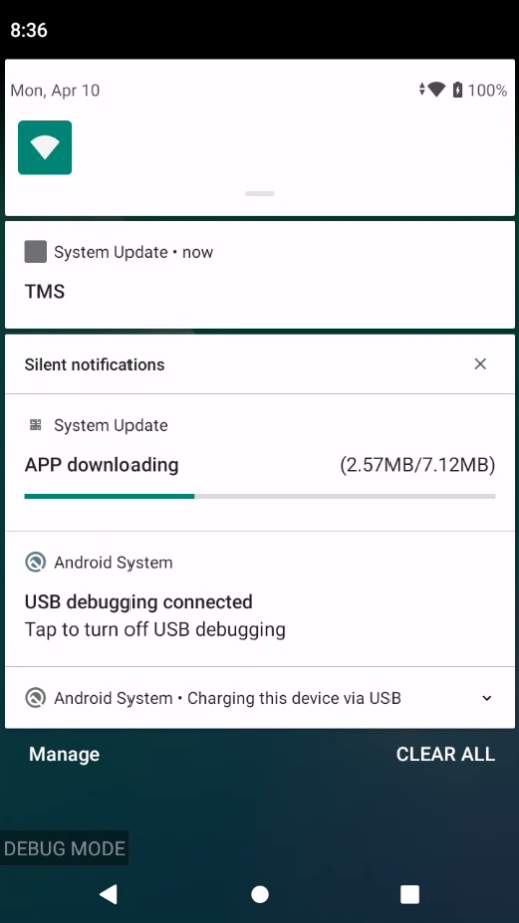 8:36
Mon, Apr 10
100%
System Update • now
TMS
Silent notifications
System Update
APP downloading (2.57MB/7.12MB)
Android System
USB debugging connected
Tap to turn off USB debugging
Android System • Charging this device via USB
Manage CLEAR ALL
DEBUG MODE